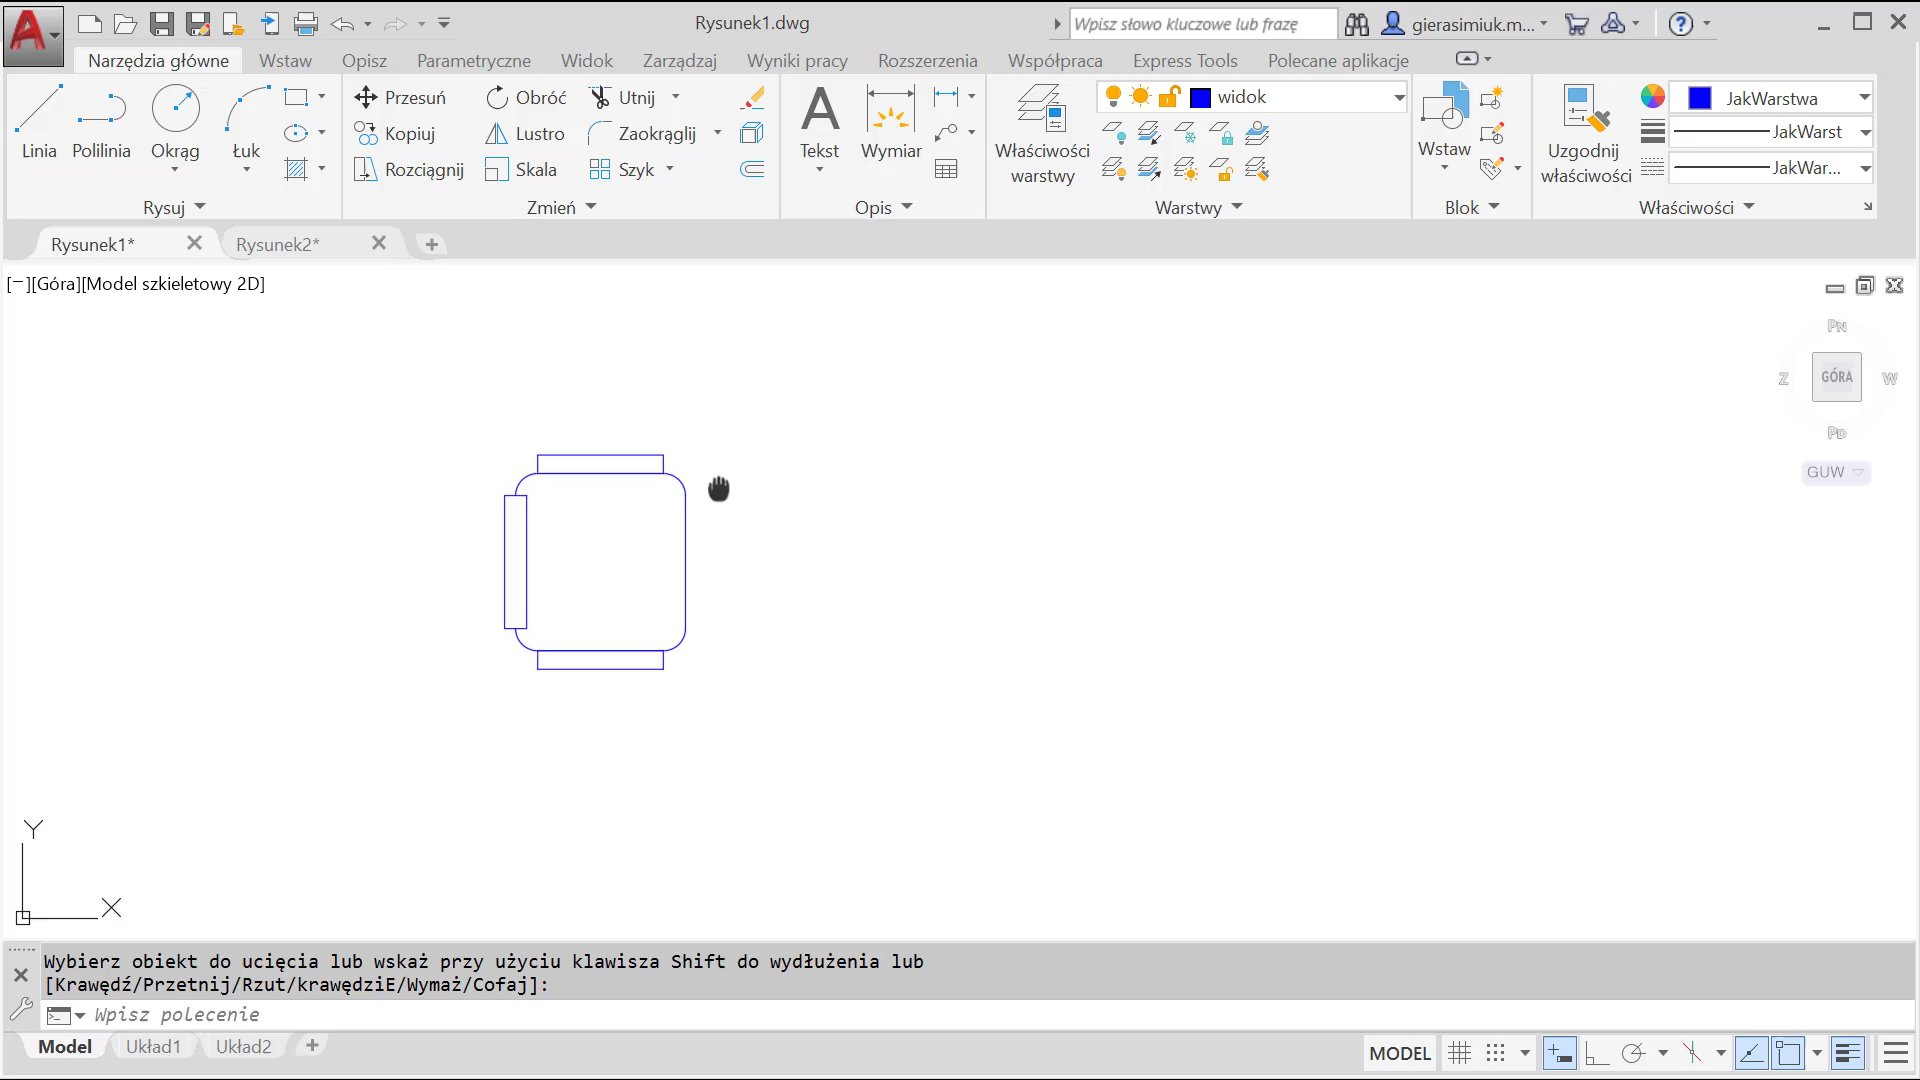 Rysunek1.dwg
Wpisz słowo kluczowe lub frazę
gierasimiuk.m...
Narzędzia główne Wstaw Opisz Parametryczne Widok Zarządzaj Wyniki pracy Rozszerzenia Współpraca Express Tools Polecane aplikacje
Linia Polilinia Okrąg Łuk
Rysuj
Przesuń Obróć Utnij
Kopiuj Lustro Zaokrąglij
Rozciągnij Skala Szyk
Zmień
Tekst Wymiar
Opis
Właściwości
warstwy
widok
Warstwy
Wstaw
Blok
Uzgodnij
właściwości
JakWarstwa
JakWarst
JakWar...
Właściwości
Rysunek1* Rysunek2*
[−][Góra][Model szkieletowy 2D]
PN
Z GÓRA W
PD
GUW
Y
X
Wybierz obiekt do ucięcia lub wskaż przy użyciu klawisza Shift do wydłużenia lub
[Krawędź/Przetnij/Rzut/krawędziE/Wymaż/Cofaj]:
Wpisz polecenie
Model Układ1 Układ2
MODEL